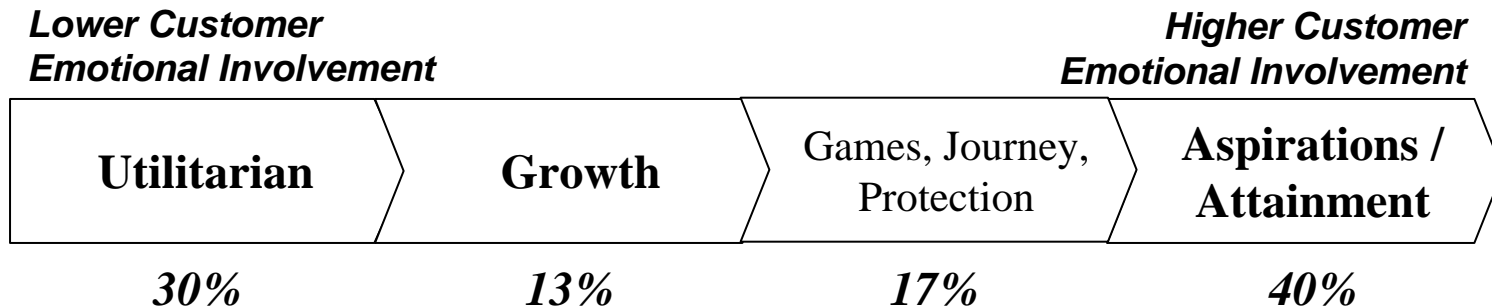 Lower Customer
Emotional Involvement
Higher Customer
Emotional Involvement
Utilitarian
Growth
Games, Journey,
Protection
Aspirations /
Attainment
30%
13%
17%
40%